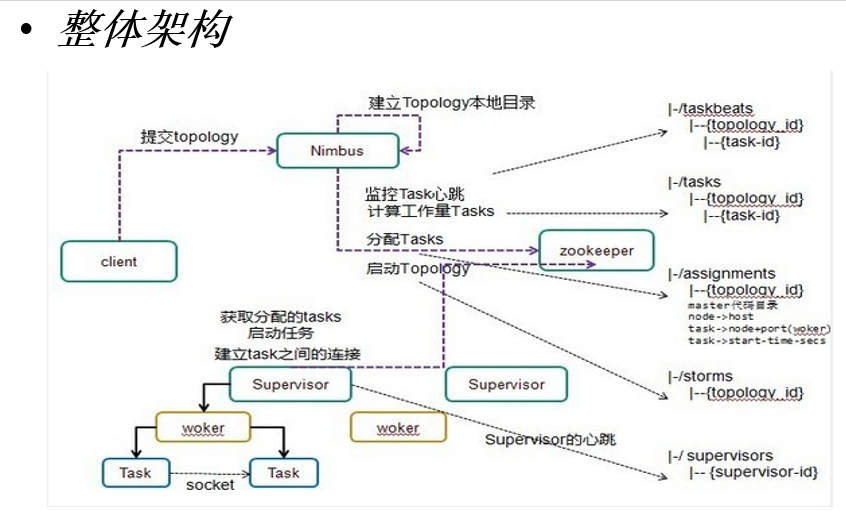 • 整体架构
建立Topology本地目录
提交topology
Nimbus
监控Task心跳
计算工作量Tasks
分配Tasks
启动Topology
client
zookeeper
获取分配的tasks
启动任务
建立task之间的连接
Supervisor
Supervisor
woker
woker
Supervisor的心跳
Task
Task
socket
|-/taskbeats
|--{topology_id}
|--{task-id}
|-/tasks
|--{topology_id}
|--{task-id}
|-/assignments
|--{topology_id}
master代码目录
node->host
task->node+port(woker)
task->start-time-secs
|-/storms
|--{topology_id}
|-/ supervisors
|-- {supervisor-id}